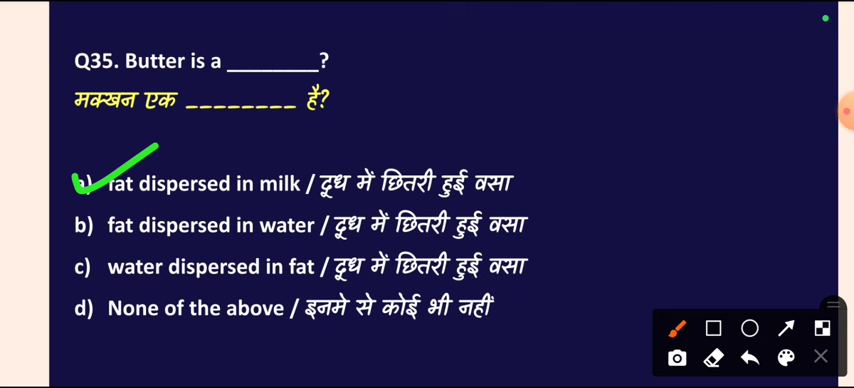 Q35. Butter is a ________?
मक्खन एक ________ है?
a) fat dispersed in milk / दूध में छितरी हुई वसा
b) fat dispersed in water / दूध में छितरी हुई वसा
c) water dispersed in fat / दूध में छितरी हुई वसा
d) None of the above / इनमे से कोई भी नहीं